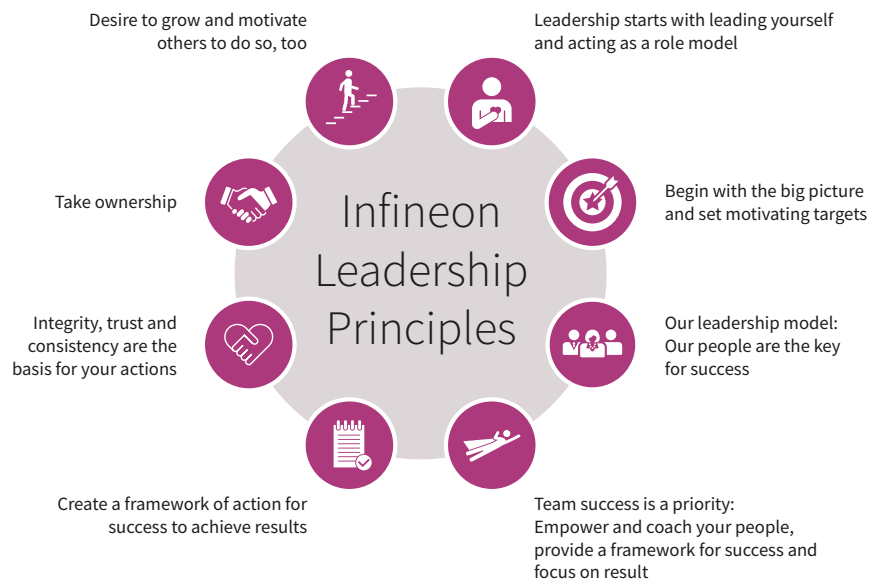 Desire to grow and motivate
others to do so, too
Leadership starts with leading yourself
and acting as a role model
Take ownership
Infineon
Leadership
Principles
Begin with the big picture
and set motivating targets
Integrity, trust and
consistency are the
basis for your actions
Our leadership model:
Our people are the key
for success
Create a framework of action for
success to achieve results
Team success is a priority:
Empower and coach your people,
provide a framework for success and
focus on result